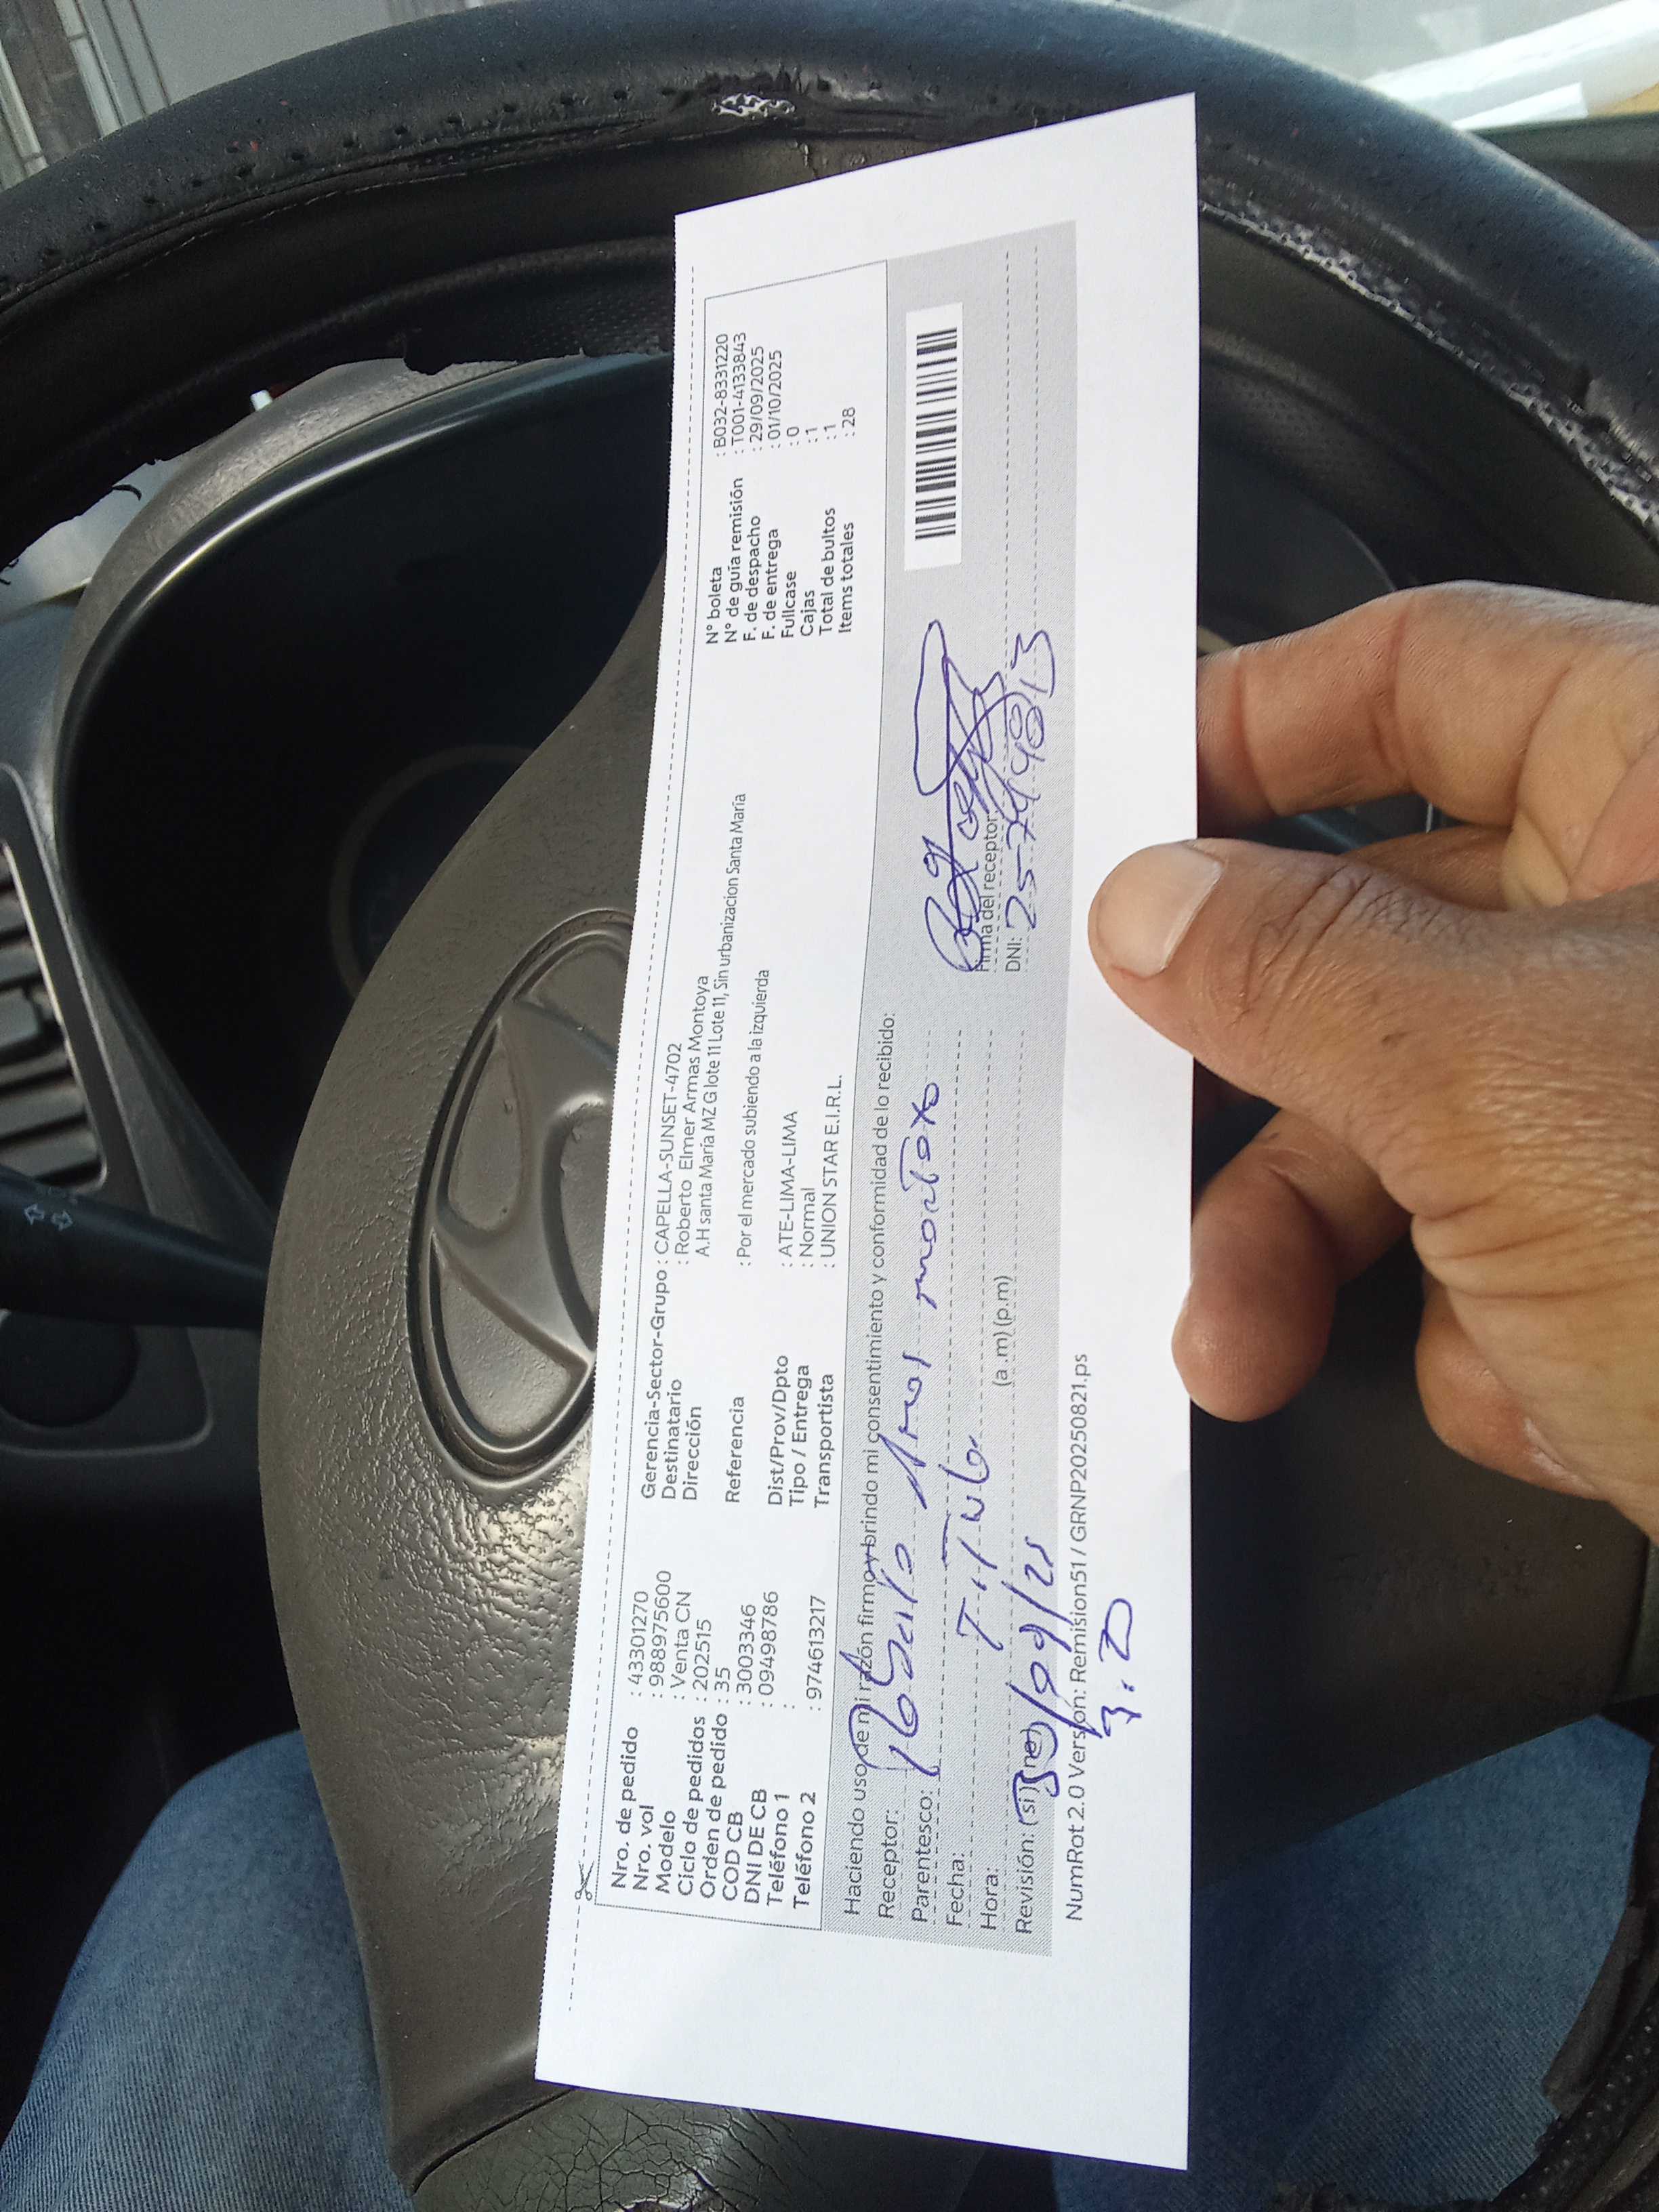 Nro. de pedido : 43301270
Nro. vol : 988975600
Modelo : Venta CN
Ciclo de pedidos : 202515
Orden de pedido : 35
COD CB : 3003346
DNI DE CB : 09498786
Teléfono 1 :
Teléfono 2 : 974613217
Gerencia-Sector-Grupo : CAPELLA-SUNSET-4702
Destinatario : Roberto Elmer Armas Montoya
Dirección A.H santa María MZ G lote 11 Lote 11, Sin urbanizacion Santa María
Referencia : Por el mercado subiendo a la izquierda
Dist/Prov/Dpto : ATE-LIMA-LIMA
Tipo / Entrega : Normal
Transportista : UNION STAR E.I.R.L.
N° boleta : B032-8331220
N° de guía remisión : T001-4133843
F. de despacho : 29/09/2025
F. de entrega : 01/10/2025
Fullcase : 0
Cajas : 1
Total de bultos : 1
Items totales : 28
Haciendo uso de mi razón firmo y brindo mi consentimiento y conformidad de lo recibido:
Receptor:
Parentesco:
Fecha:
Hora: (a.m) (p.m)
Revisión: (si) (no)
30/09/25
Firma del receptor:
DNI:
NumRot 2.0 Version: Remision51 / GRNP20250821.ps